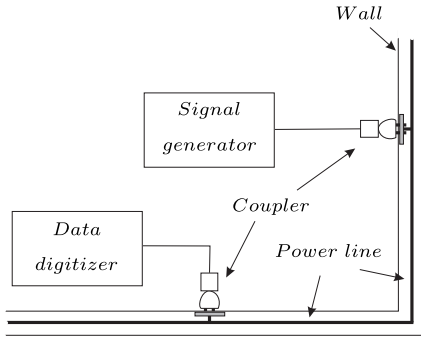 Wall
Signal
generator
Coupler
Data
digitizer
Power line